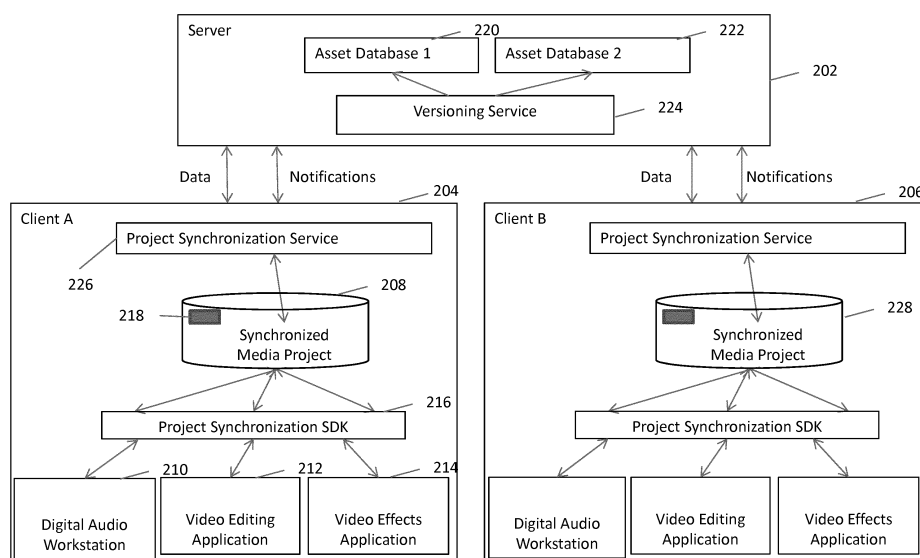 Server
220
222
Asset Database 1
Asset Database 2
202
Versioning Service
224
Data
Notifications
Data
Notifications
204
206
Client A
Client B
Project Synchronization Service
Project Synchronization Service
226
208
218
228
Synchronized
Media Project
Synchronized
Media Project
216
Project Synchronization SDK
Project Synchronization SDK
210
212
214
Digital Audio
Workstation
Video Editing
Application
Video Effects
Application
Digital Audio
Workstation
Video Editing
Application
Video Effects
Application